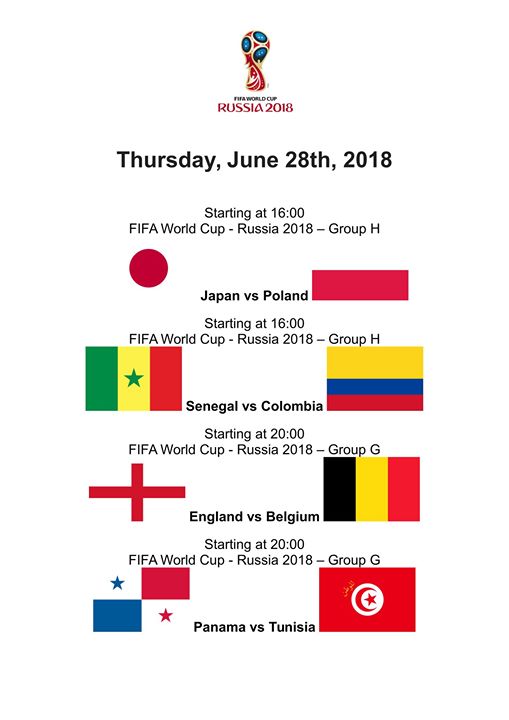 FIFA WORLD CUP
RUSSIA 2018
Thursday, June 28th, 2018
Starting at 16:00
FIFA World Cup - Russia 2018 – Group H
Japan vs Poland
Starting at 16:00
FIFA World Cup - Russia 2018 – Group H
Senegal vs Colombia
Starting at 20:00
FIFA World Cup - Russia 2018 – Group G
England vs Belgium
Starting at 20:00
FIFA World Cup - Russia 2018 – Group G
Panama vs Tunisia